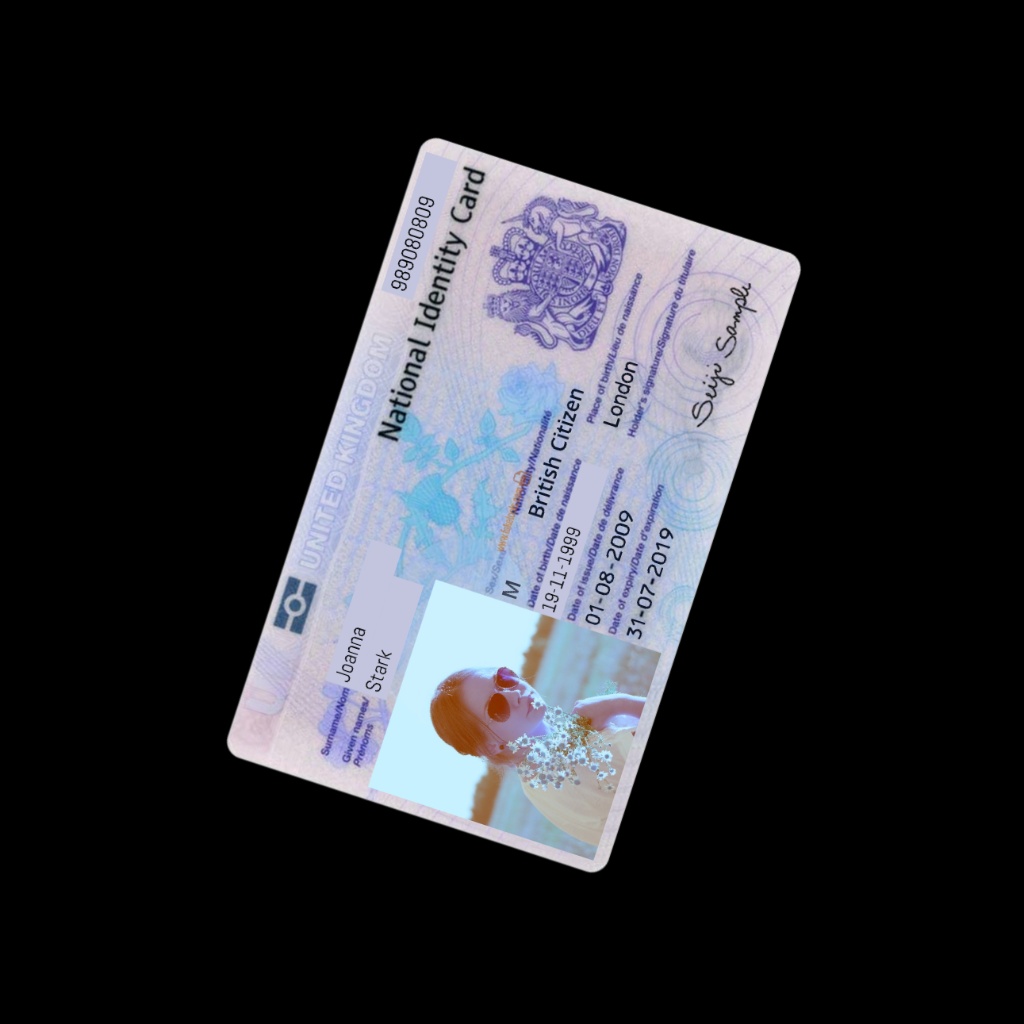 UK
UNITED KINGDOM
989080809
National Identity Card
Surname/Nom
Joanna
Given names/
Prénoms
Stark
Sex/Sexe
M
Nationality/Nationalité
British Citizen
Date of birth/Date de naissance
19-11-1999
Place of birth/Lieu de naissance
London
Date of issue/Date de délivrance
01-08-2009
Holder's signature/Signature du titulaire
Date of expiry/Date d'expiration
31-07-2019
Seiji Sample